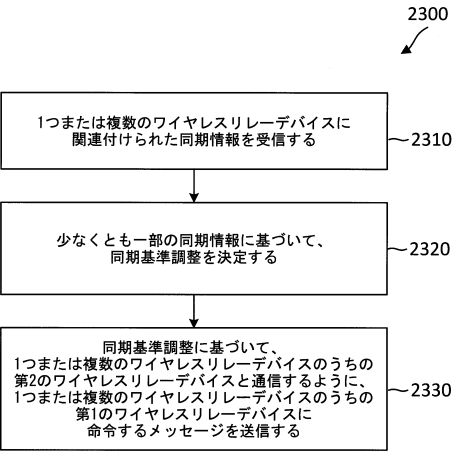 2300
1つまたは複数のワイヤレスリレーデバイスに
関連付けられた同期情報を受信する
2310
少なくとも一部の同期情報に基づいて、
同期基準調整を決定する
2320
同期基準調整に基づいて、
1つまたは複数のワイヤレスリレーデバイスのうちの
第2のワイヤレスリレーデバイスと通信するように、
1つまたは複数のワイヤレスリレーデバイスのうちの
第1のワイヤレスリレーデバイスに
命令するメッセージを送信する
2330